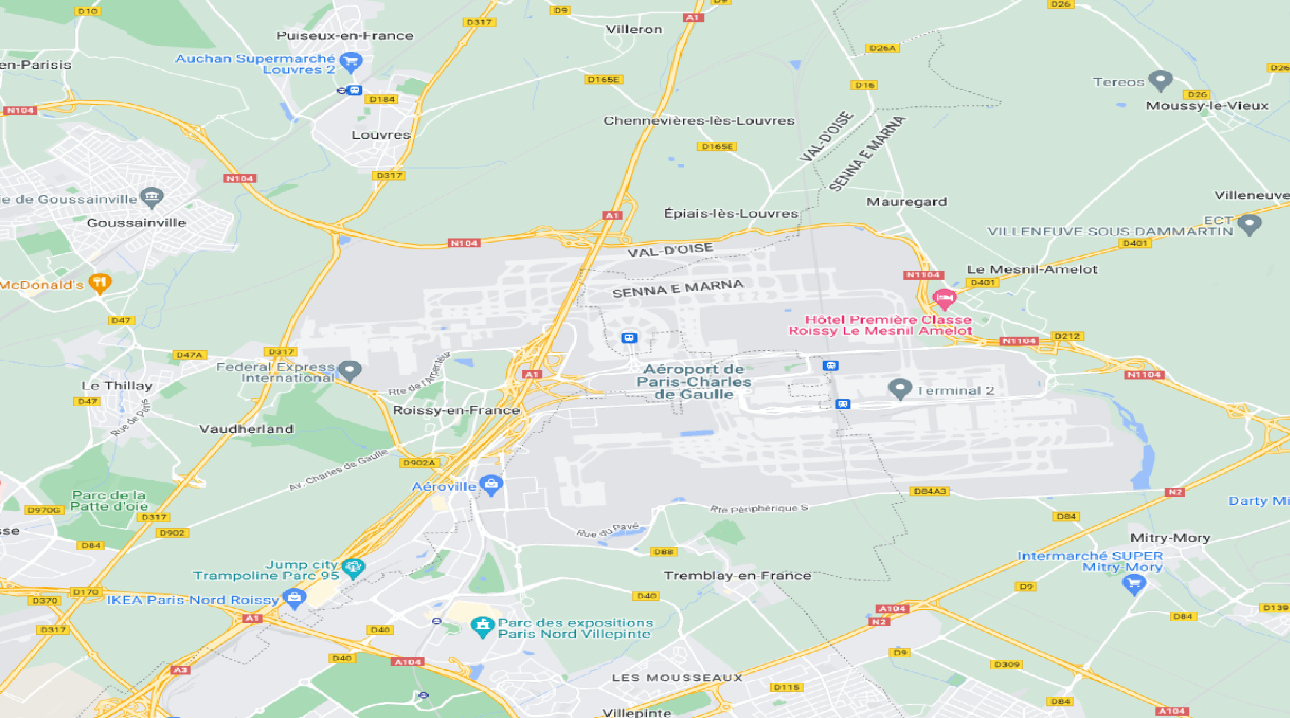 D10
D317
D9
A1
D9
D26
Puiseux-en-France
Villeron
D26A
en-Parisis
Auchan Supermarché
Louvres 2
D165E
D16
Tereos
D26
D26
Moussy-le-Vieux
N104
D184
Louvres
Chennevières-lès-Louvres
VAL-D'OISE
SENNA E MARNA
D165E
N104
D317
ie de Goussainville
Goussainville
A1
Épiais-lès-Louvres
Mauregard
Villeneuve
ECT
VILLENEUVE SOUS DAMMARTIN
N104
VAL-D'OISE
D401
McDonald's
SENNA E MARNA
N1104
Le Mesnil-Amelot
D401
Hôtel Première Classe
Roissy Le Mesnil Amelot
D47
D47A
D317
N1104
D212
Federal Express
International
Rte de l'Arpenteur
A1
Aéroport de
Paris-Charles
de Gaulle
Terminal 2
N1104
Le Thillay
D47
Rue de Paris
Roissy-en-France
Vaudherland
Av. Charles de Gaulle
D902A
Aéroville
D84A3
N2
Parc de la
Patte d'oie
D970G
D317
D902
Rte Périphérique S
Rue du Pavé
D84
Darty Mi
sse
D84
D88
Mitry-Mory
Intermarché SUPER
Mitry Mory
Jump city
Trampoline Parc 95
Tremblay-en-France
D9
D170
D370
IKEA Paris Nord Roissy
D40
A104
N2
D84
D139
D317
A1
D40
Parc des expositions
Paris Nord Villepinte
D40
A104
A3
D9
D309
LES MOUSSEAUX
D115
D84
Villepinte
A104